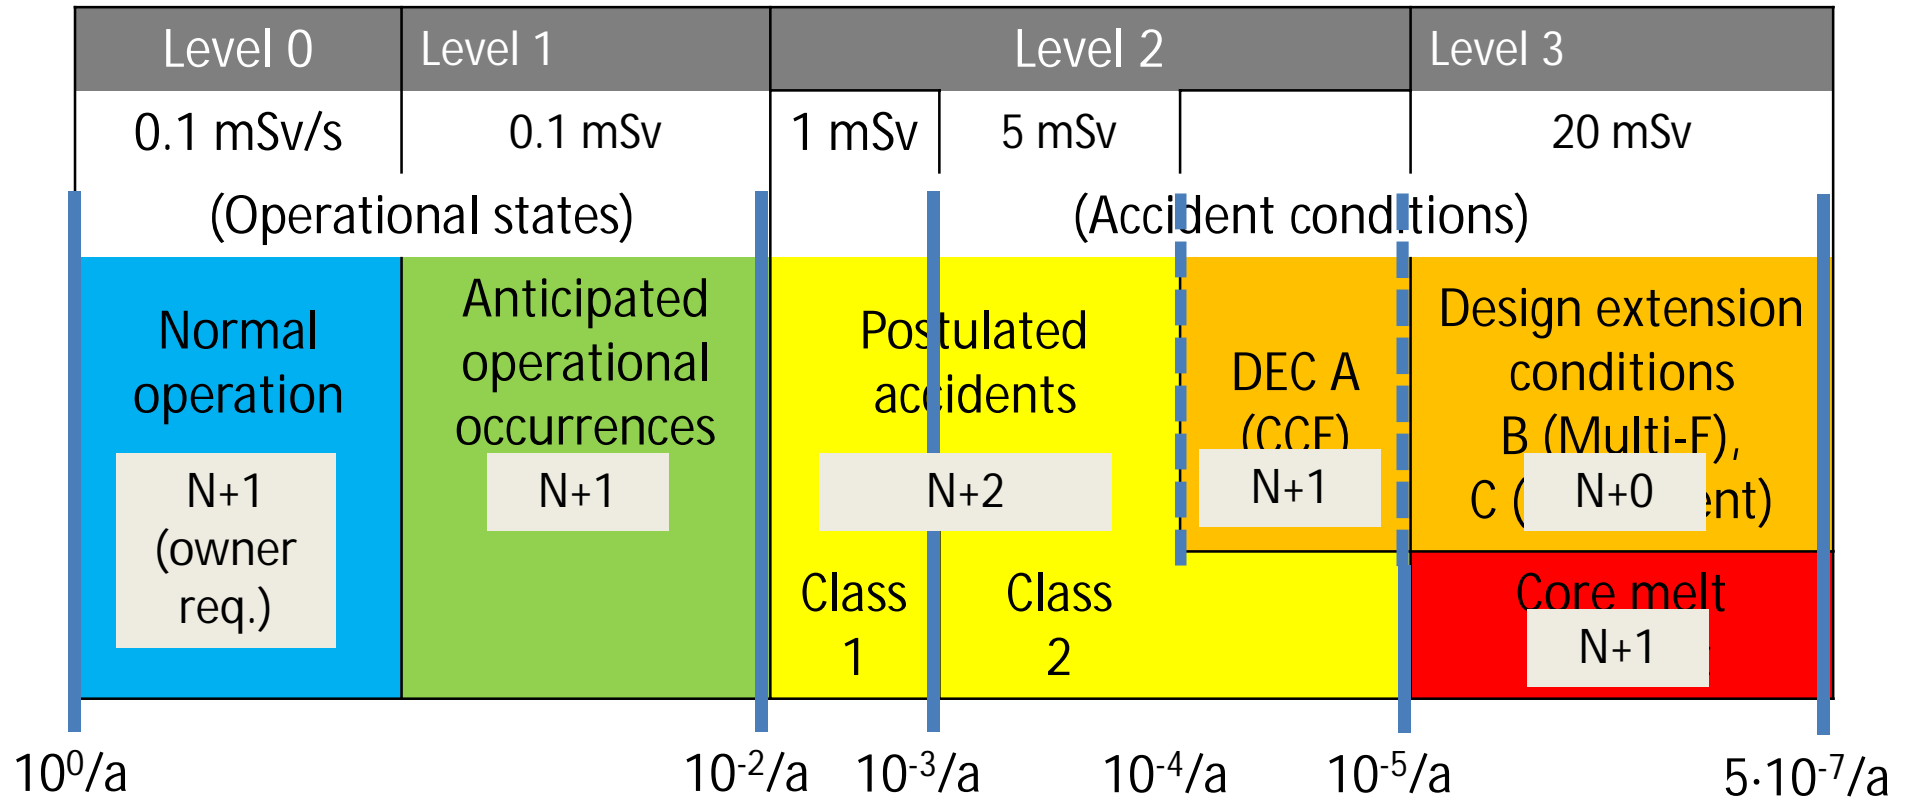 Level 0 Level 1 Level 2 Level 3
0.1 mSv/s 0.1 mSv 1 mSv 5 mSv 20 mSv
(Operational states) (Accident conditions)
Normal
operation
N+1
(owner
req.)
Anticipated
operational
occurrences
N+1
Postulated
accidents
N+2
Class
1
Class
2
DEC A
(CCF)
N+1
Design extension
conditions
B (Multi-F),
C (
N+0
Core melt
N+1
10⁰/a 10⁻²/a 10⁻³/a 10⁻⁴/a 10⁻⁵/a 5·10⁻⁷/a